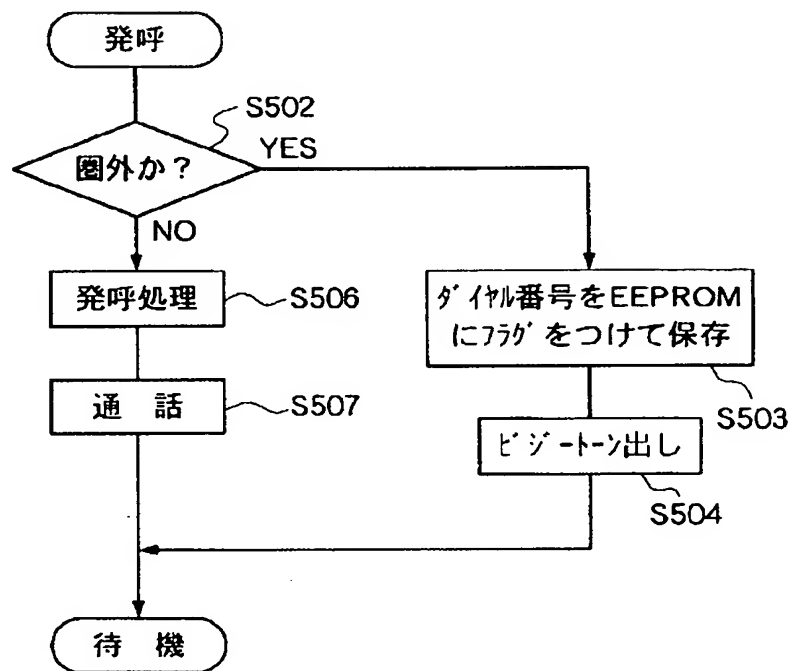 発呼
S502
圏外か?
YES
NO
発呼処理
S506
ダイヤル番号をEEPROM
にフラグをつけて保存
S503
通 話
S507
ビジートーン出し
S504
待 機